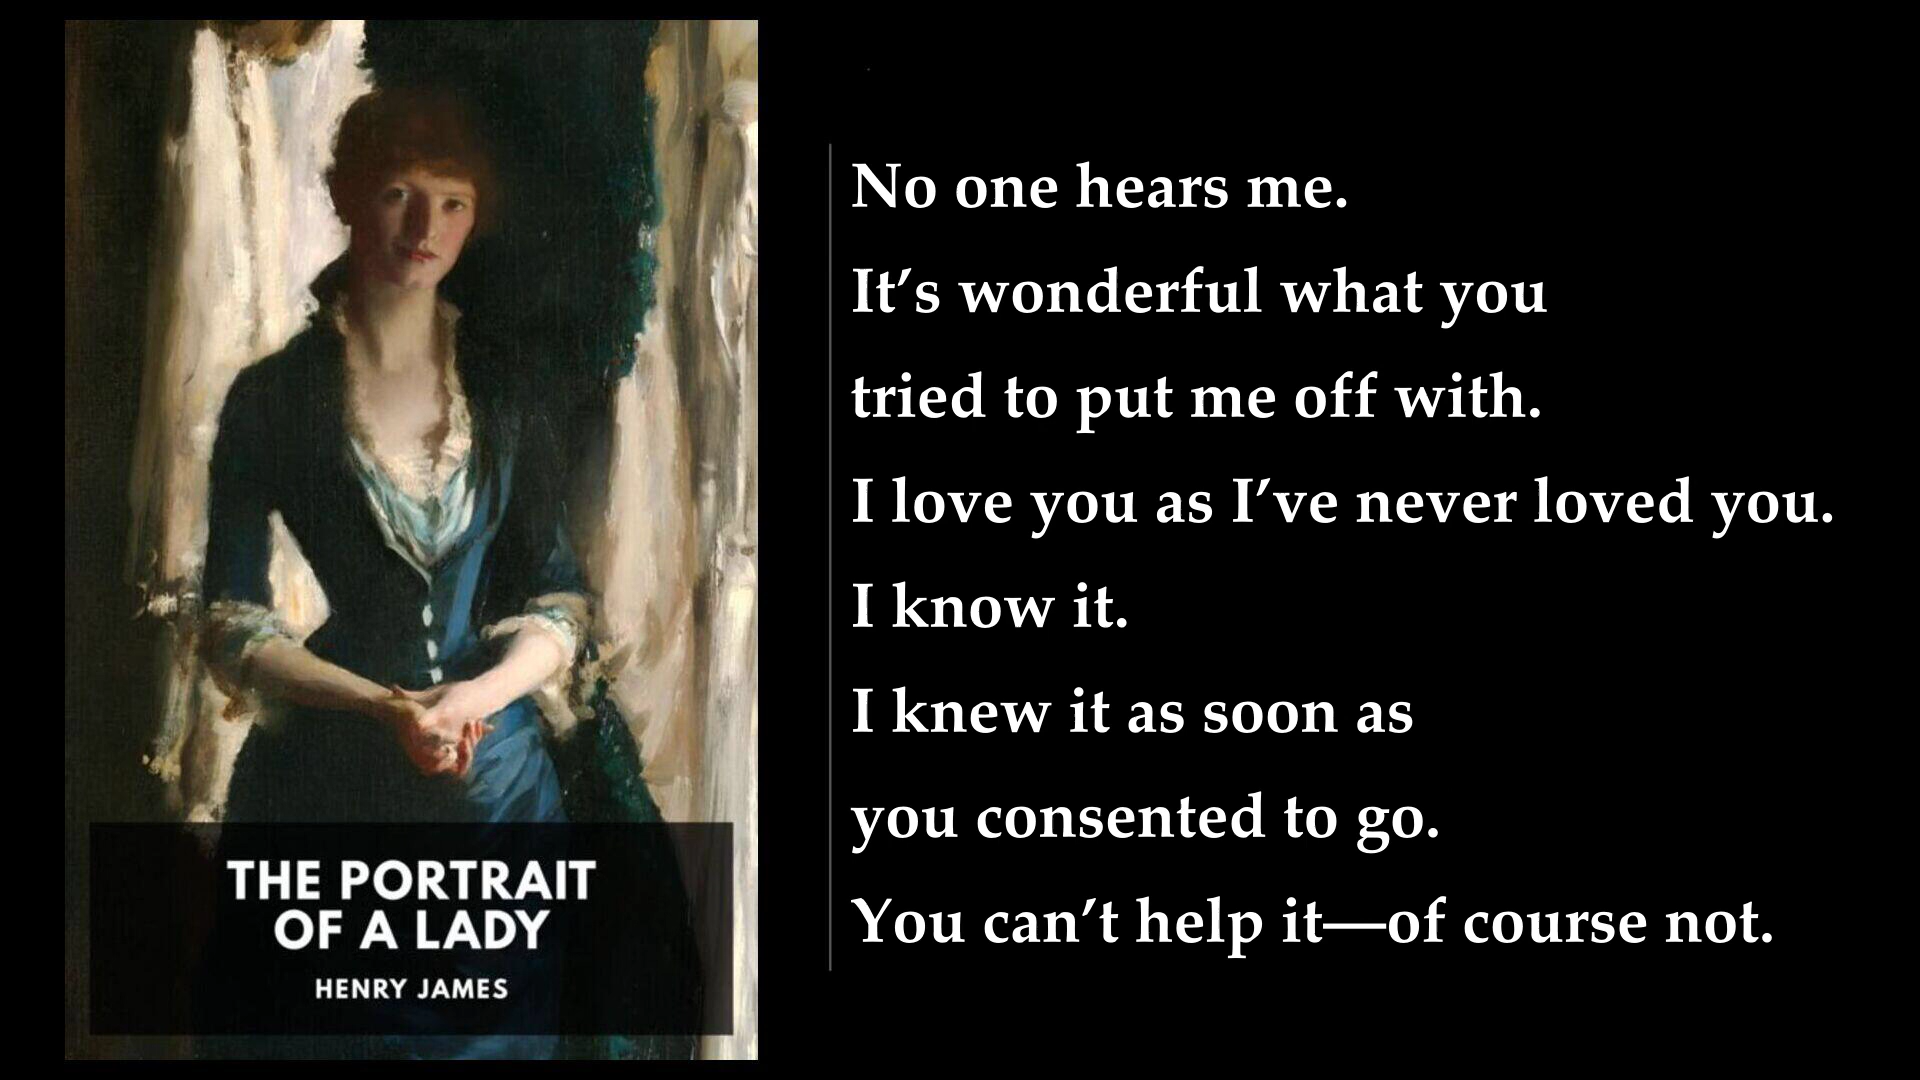 THE PORTRAIT
OF A LADY
HENRY JAMES
No one hears me.
It’s wonderful what you
tried to put me off with.
I love you as I’ve never loved you.
I know it.
I knew it as soon as
you consented to go.
You can’t help it—of course not.